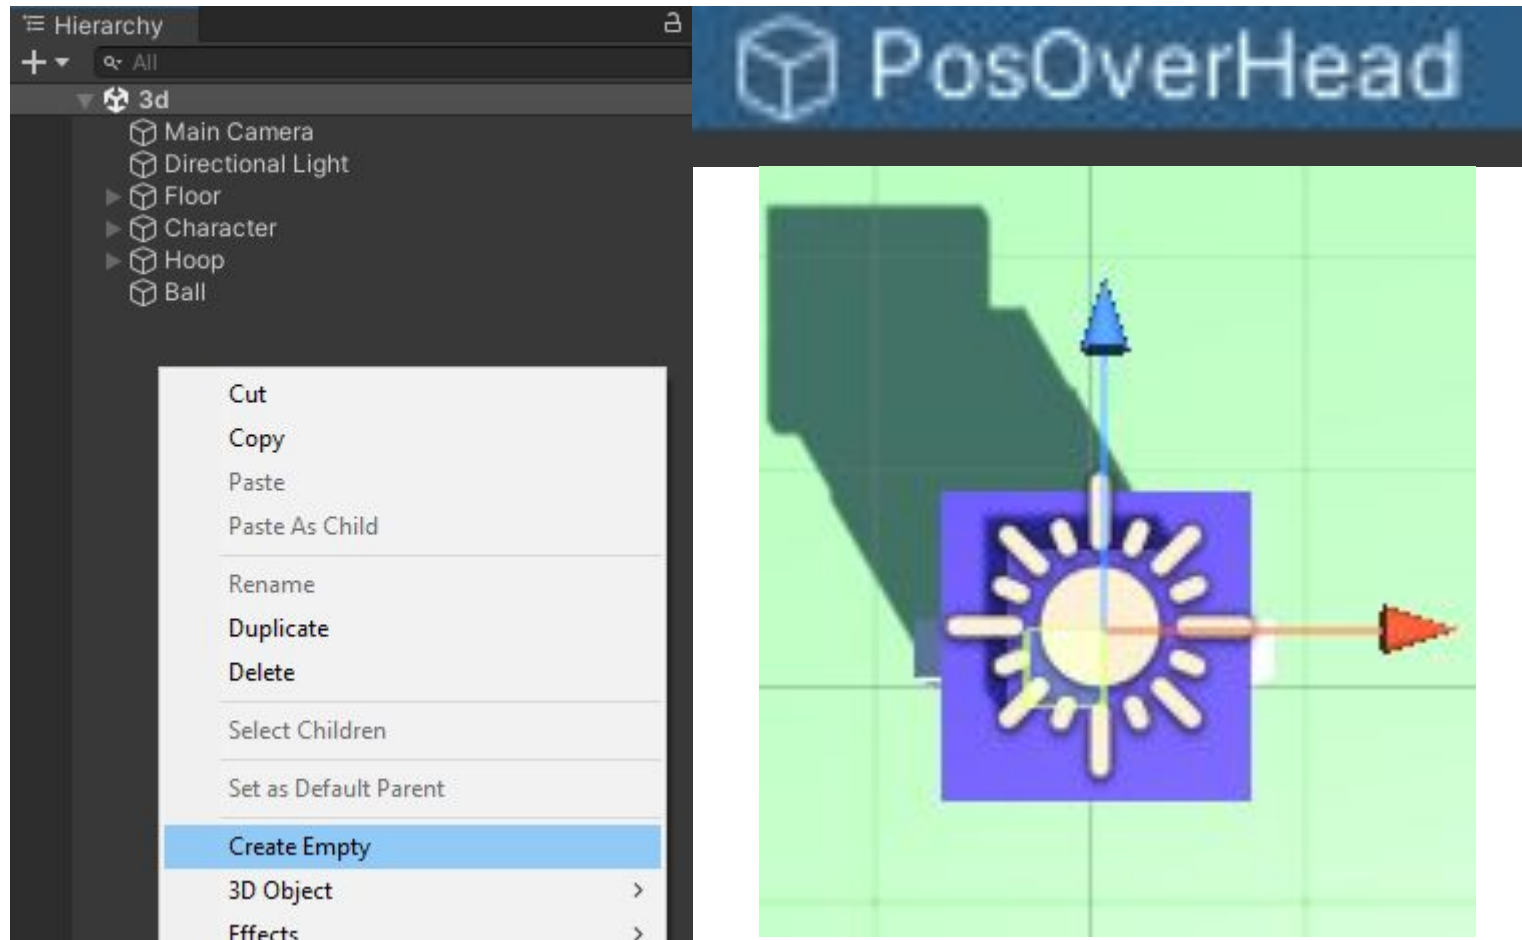 Hierarchy
All
3d
Main Camera
Directional Light
Floor
Character
Hoop
Ball
Cut
Copy
Paste
Paste As Child
Rename
Duplicate
Delete
Select Children
Set as Default Parent
Create Empty
3D Object
Effects
PosOverHead